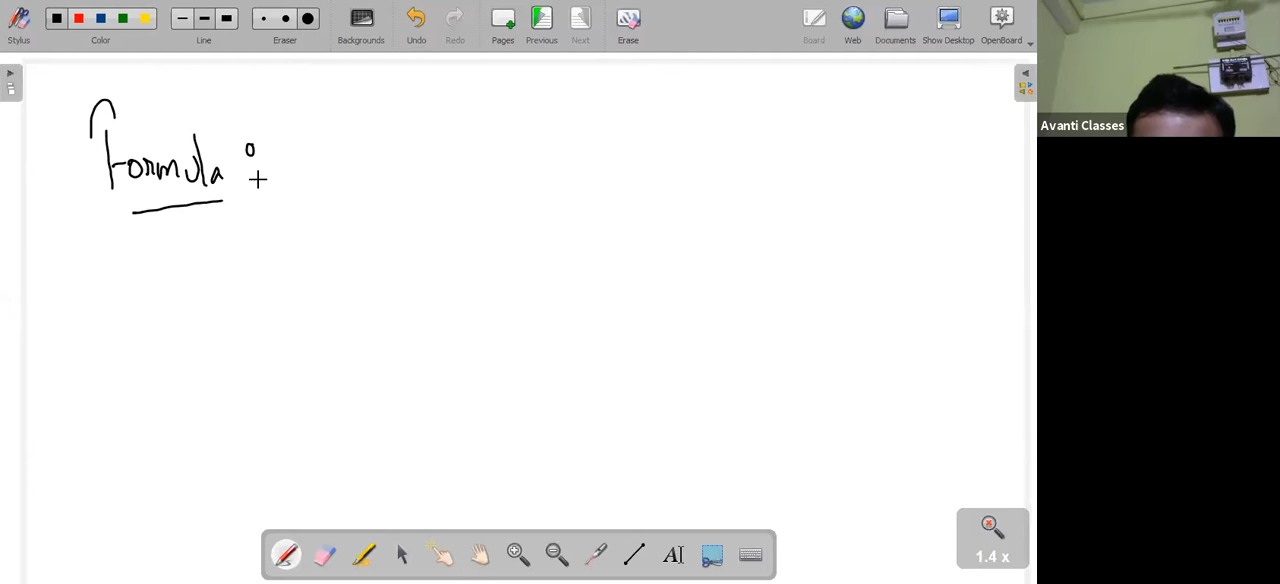 Stylus
Color
Line
Eraser
Backgrounds
Undo
Redo
Pages
Previous
Next
Erase
Board
Web
Documents
Show Desktop
OpenBoard
Formula :
Avanti Classes
1.4 x